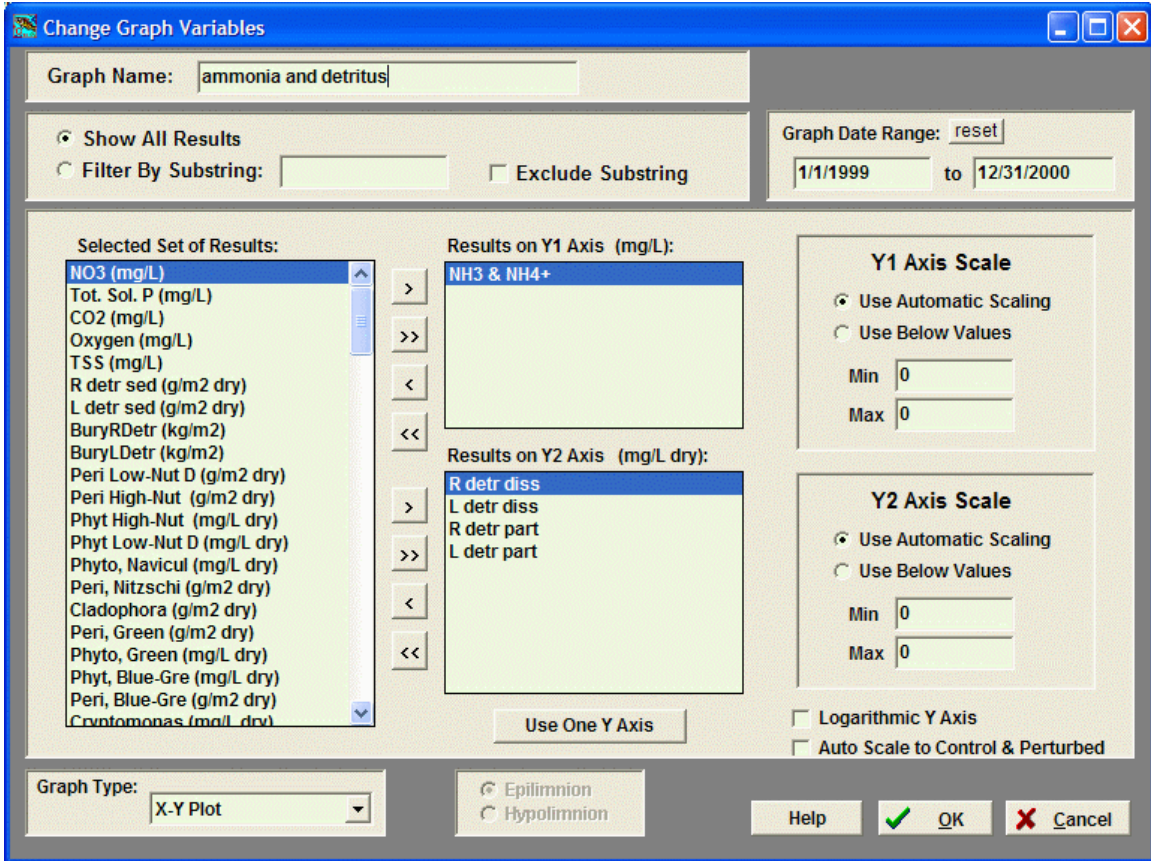 Change Graph Variables
Graph Name: ammonia and detritus
Show All Results
Filter By Substring:
Exclude Substring
Graph Date Range: reset
1/1/1999 to 12/31/2000
Selected Set of Results:
NO3 (mg/L)
Tot. Sol. P (mg/L)
CO2 (mg/L)
Oxygen (mg/L)
TSS (mg/L)
R detr sed (g/m2 dry)
L detr sed (g/m2 dry)
BuryRDetr (kg/m2)
BuryLDetr (kg/m2)
Peri Low-Nut D (g/m2 dry)
Peri High-Nut (g/m2 dry)
Phyt High-Nut (mg/L dry)
Phyt Low-Nut D (mg/L dry)
Phyto, Navicul (mg/L dry)
Peri, Nitzschi (g/m2 dry)
Cladophora (g/m2 dry)
Peri, Green (g/m2 dry)
Phyto, Green (mg/L dry)
Phyt, Blue-Gre (mg/L dry)
Peri, Blue-Gre (g/m2 dry)
Cryptomonas (mg/L dry)
>
>>
<
<<
>
>>
<
<<
Results on Y1 Axis (mg/L):
NH3 & NH4+
Results on Y2 Axis (mg/L dry):
R detr diss
L detr diss
R detr part
L detr part
Use One Y Axis
Y1 Axis Scale
Use Automatic Scaling
Use Below Values
Min 0
Max 0
Y2 Axis Scale
Use Automatic Scaling
Use Below Values
Min 0
Max 0
Logarithmic Y Axis
Auto Scale to Control & Perturbed
Graph Type:
X-Y Plot
Epilimnion
Hypolimnion
Help
OK
Cancel